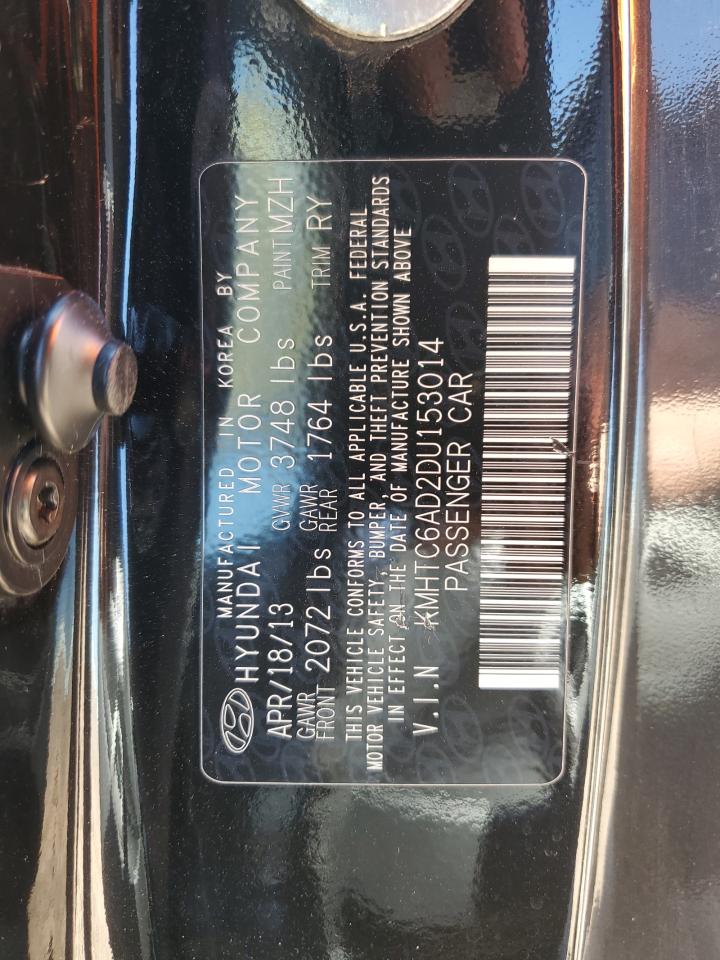 MANUFACTURED IN KOREA BY
HYUNDAI MOTOR COMPANY
APR/18/13 GVWR 3748 lbs PAINT MZH
GAWR FRONT 2072 lbs GAWR REAR 1764 lbs TRIM RY
THIS VEHICLE CONFORMS TO ALL APPLICABLE U.S.A. FEDERAL
MOTOR VEHICLE SAFETY, BUMPER, AND THEFT PREVENTION STANDARDS
IN EFFECT ON THE DATE OF MANUFACTURE SHOWN ABOVE
V.I.N KMHTC6AD2DU153014
PASSENGER CAR